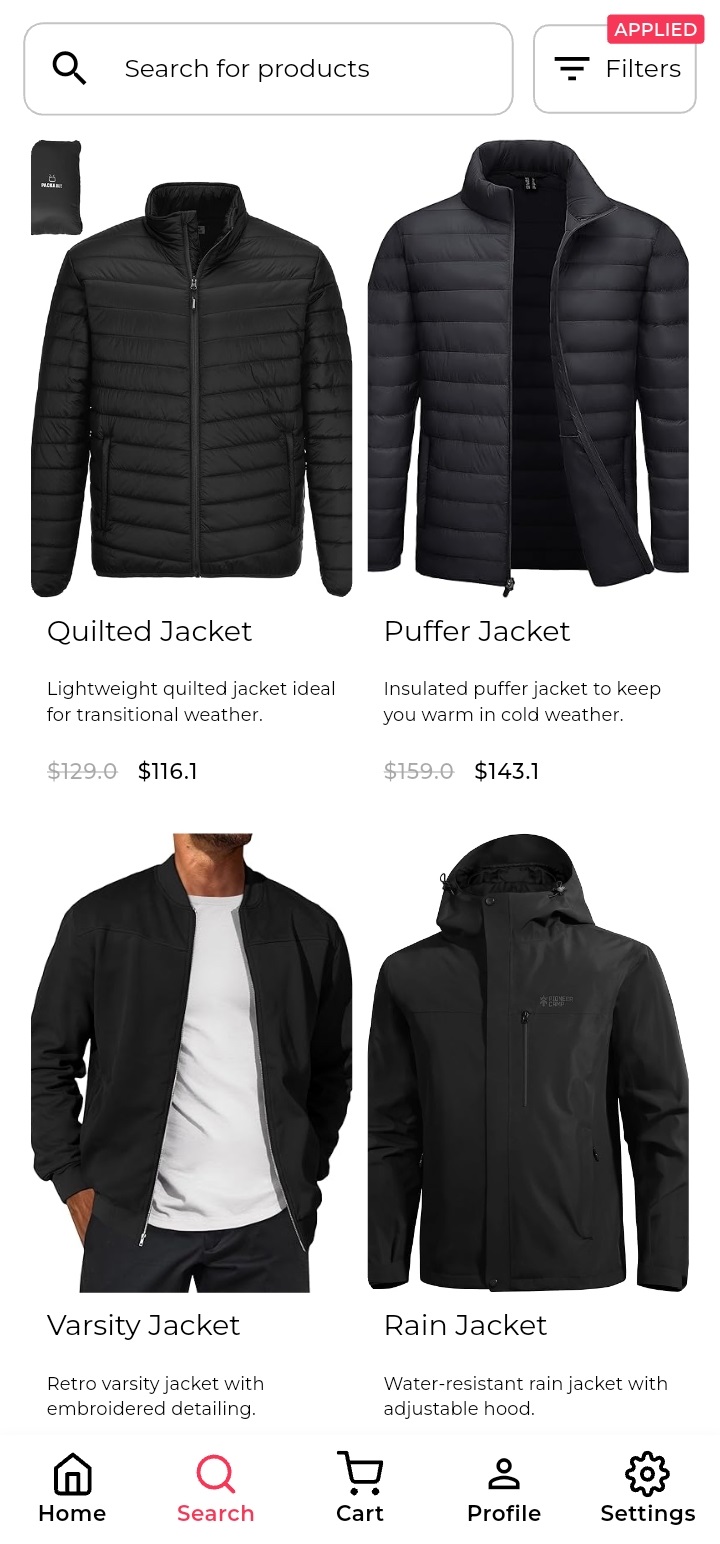 Search for products
APPLIED
Filters
Quilted Jacket
Lightweight quilted jacket ideal
for transitional weather.
$129.0 $116.1
Puffer Jacket
Insulated puffer jacket to keep
you warm in cold weather.
$159.0 $143.1
PIONEER
CAMP
Varsity Jacket
Retro varsity jacket with
embroidered detailing.
Rain Jacket
Water-resistant rain jacket with
adjustable hood.
Home
Search
Cart
Profile
Settings